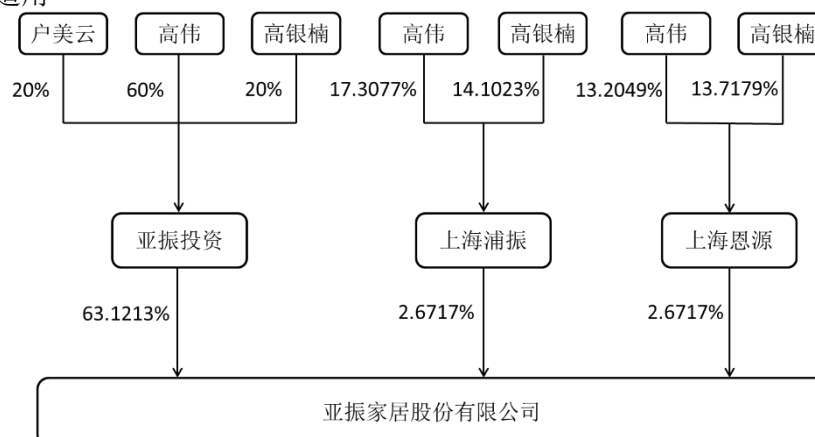 适用
户美云 高伟 高银楠 高伟 高银楠 高伟 高银楠
20% 60% 20% 17.3077% 14.1023% 13.2049% 13.7179%
亚振投资 上海浦振 上海恩源
63.1213% 2.6717% 2.6717%
亚振家居股份有限公司